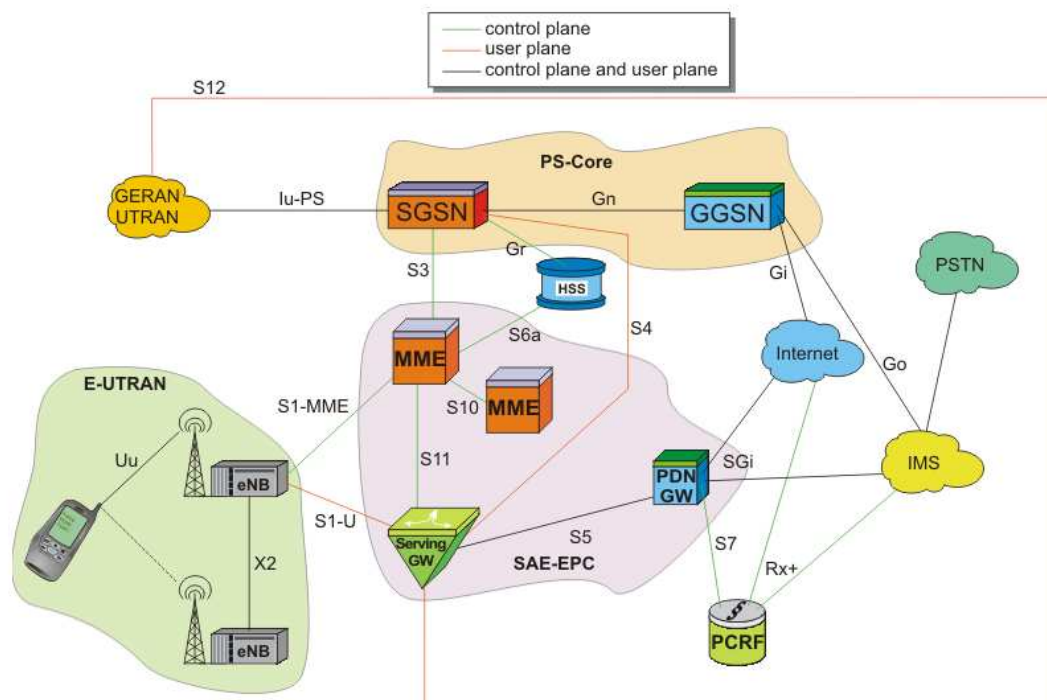 control plane
user plane
control plane and user plane
S12
PS-Core
GERAN
UTRAN
Iu-PS
SGSN
Gn
GGSN
Gr
S3
HSS
Gi
PSTN
S6a
S4
MME
Internet
E-UTRAN
Go
S1-MME
S10
MME
Uu
S11
SGi
IMS
eNB
PDN
GW
S1-U
Serving
GW
S5
S7
SAE-EPC
X2
Rx+
PCRF
eNB